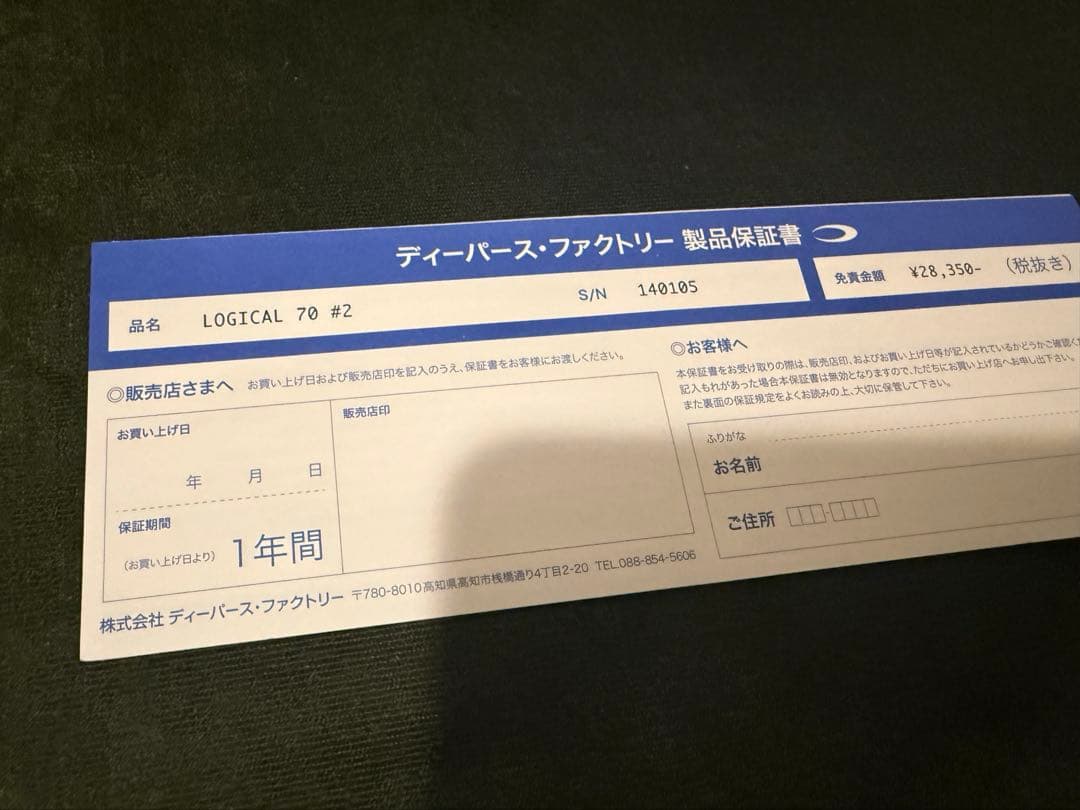 ディーパース・ファクトリー 製品保証書
品名 LOGICAL 70 #2 S/N 140105
免責金額 ¥28,350- (税抜き)
◎販売店さまへ お買い上げ日および販売店印を記入のうえ、保証書をお客様にお渡しください。
お買い上げ日
年 月 日
保証期間
(お買い上げ日より) 1年間
販売店印
◎お客様へ
本保証書をお受け取りの際は、販売店印、およびお買い上げ日等が記入されているかどうかご確認くだ
記入もれがあった場合本保証書は無効となりますので、ただちにお買い上げ店へお申し出下さい。
また裏面の保証規定をよくお読みの上、大切に保管して下さい。
ふりがな
お名前
ご住所
株式会社 ディーパース・ファクトリー 〒780-8010高知県高知市桟橋通り4丁目2-20 TEL.088-854-5606